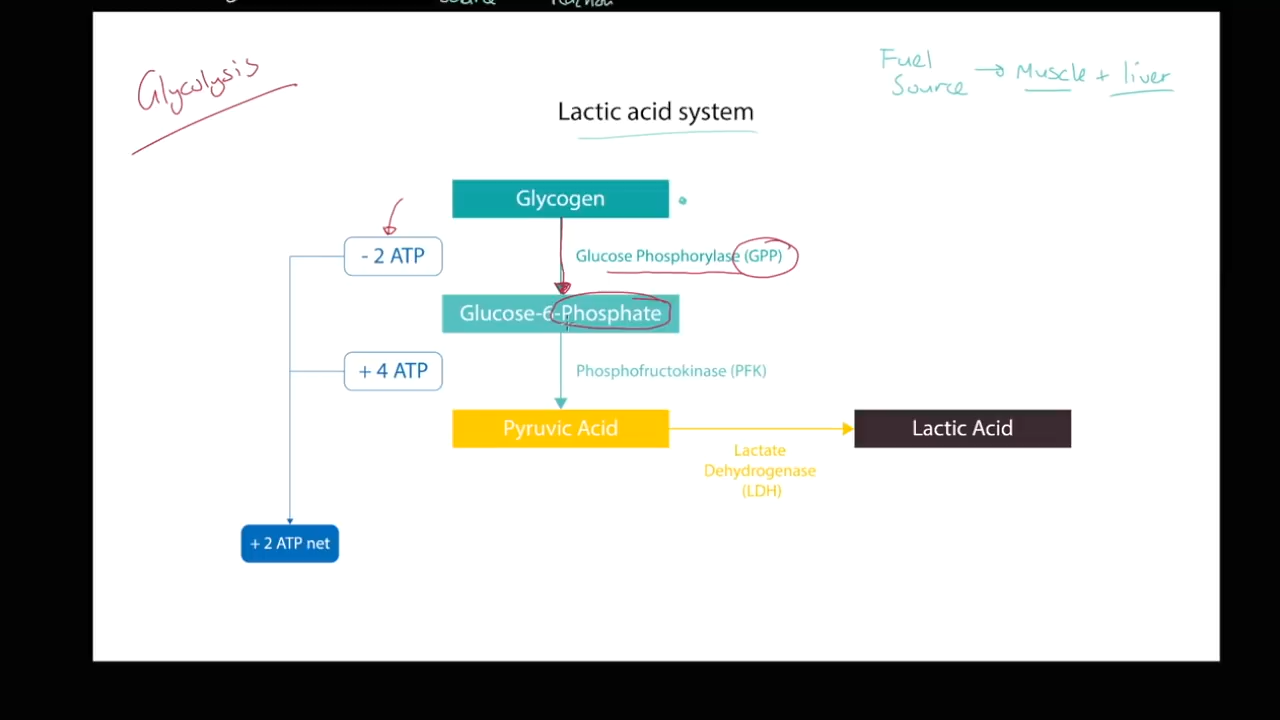 Source
Glycolysis
Fuel
Source → Muscle + liver
Lactic acid system
Glycogen
- 2 ATP
Glucose Phosphorylase (GPP)
Glucose-6-Phosphate
+ 4 ATP
Phosphofructokinase (PFK)
Pyruvic Acid
Lactic Acid
Lactate
Dehydrogenase
(LDH)
+ 2 ATP net